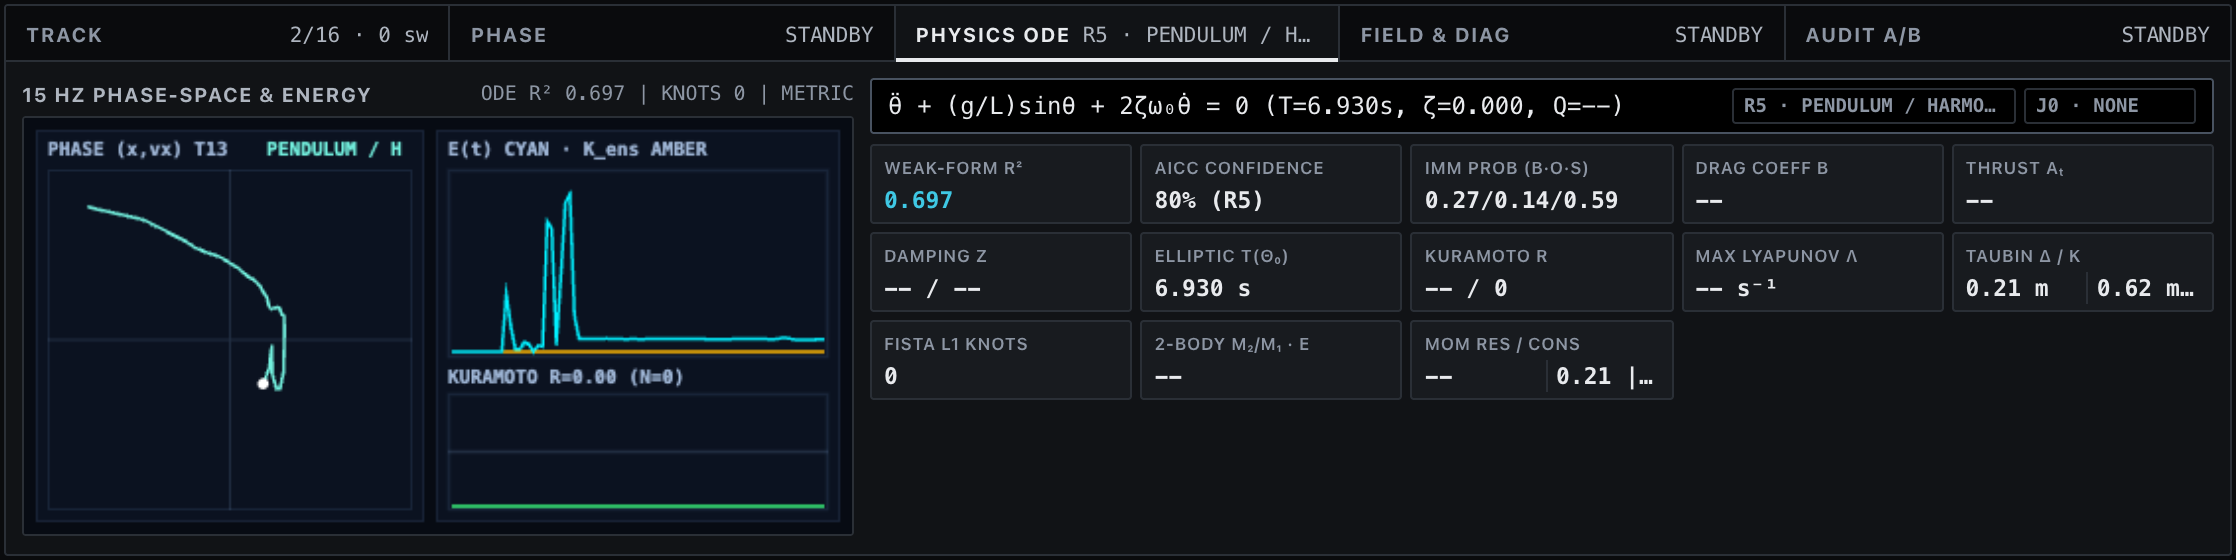 TRACK 2/16 · 0 sw PHASE STANDBY PHYSICS ODE R5 · PENDULUM / H… FIELD & DIAG STANDBY AUDIT A/B STANDBY
15 HZ PHASE-SPACE & ENERGY ODE R² 0.697 | KNOTS 0 | METRIC
PHASE (x,vx) T13 PENDULUM / H
E(t) CYAN · K_ens AMBER
KURAMOTO R=0.00 (N=0)
θ̈ + (g/L)sinθ + 2ζω₀θ̇ = 0 (T=6.930s, ζ=0.000, Q=——) R5 · PENDULUM / HARMO… J0 · NONE
WEAK-FORM R² AICC CONFIDENCE IMM PROB (B·O·S) DRAG COEFF B THRUST Aₜ
0.697 80% (R5) 0.27/0.14/0.59 —— ——
DAMPING Z ELLIPTIC T(Θ₀) KURAMOTO R MAX LYAPUNOV Λ TAUBIN Δ / K
—— / —— 6.930 s —— / 0 —— s⁻¹ 0.21 m 0.62 m…
FISTA L1 KNOTS 2-BODY M₂/M₁ · E MOM RES / CONS
0 —— —— 0.21 |…